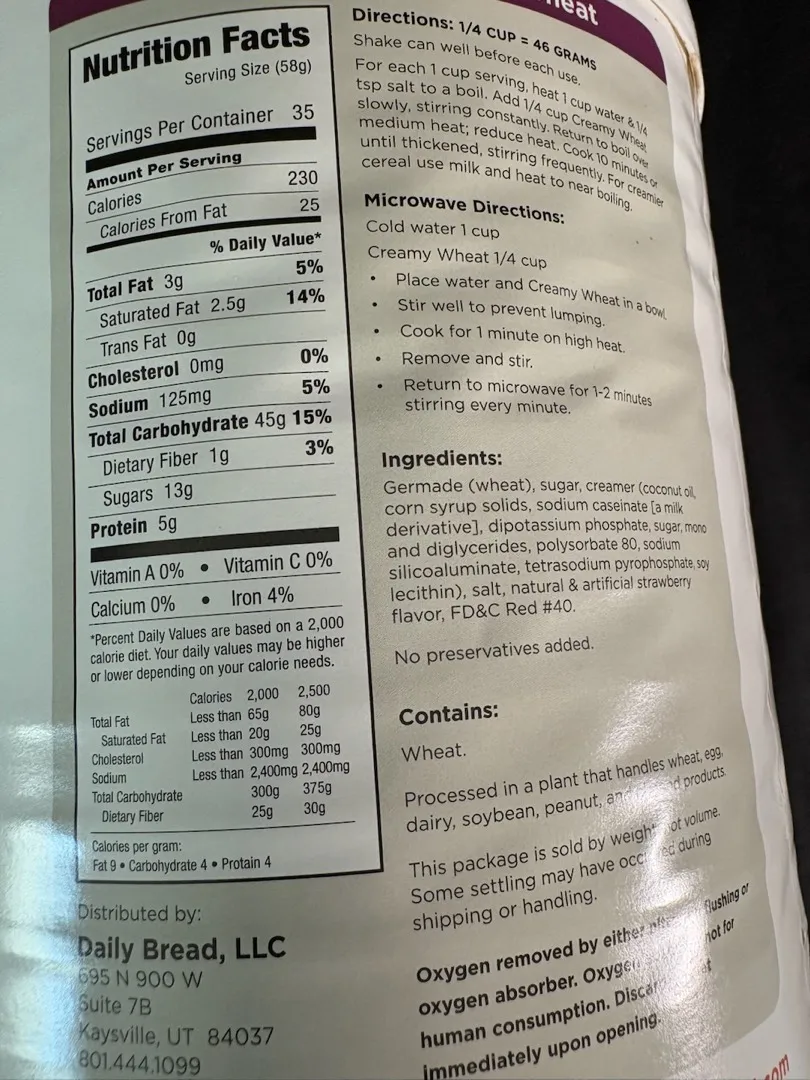 Nutrition Facts
Serving Size (58g)
Servings Per Container 35
Amount Per Serving
Calories 230
Calories From Fat 25
% Daily Value*
Total Fat 3g 5%
Saturated Fat 2.5g 14%
Trans Fat 0g
Cholesterol 0mg 0%
Sodium 125mg 5%
Total Carbohydrate 45g 15%
Dietary Fiber 1g 3%
Sugars 13g
Protein 5g
Vitamin A 0% • Vitamin C 0%
Calcium 0% • Iron 4%
*Percent Daily Values are based on a 2,000
calorie diet. Your daily values may be higher
or lower depending on your calorie needs.
Calories 2,000 2,500
Total Fat Less than 65g 80g
Saturated Fat Less than 20g 25g
Cholesterol Less than 300mg 300mg
Sodium Less than 2,400mg 2,400mg
Total Carbohydrate 300g 375g
Dietary Fiber 25g 30g
Calories per gram:
Fat 9 • Carbohydrate 4 • Protein 4
Distributed by:
Daily Bread, LLC
695 N 900 W
Suite 7B
Kaysville, UT 84037
801.444.1099
Directions: 1/4 CUP = 46 GRAMS
Shake can well before each use.
For each 1 cup serving, heat 1 cup water & 1/4
tsp salt to a boil. Add 1/4 cup Creamy Wheat
slowly, stirring constantly. Return to boil over
medium heat; reduce heat. Cook 10 minutes or
until thickened, stirring frequently. For creamier
cereal use milk and heat to near boiling.
Microwave Directions:
Cold water 1 cup
Creamy Wheat 1/4 cup
• Place water and Creamy Wheat in a bowl.
• Stir well to prevent lumping.
• Cook for 1 minute on high heat.
• Remove and stir.
• Return to microwave for 1-2 minutes
stirring every minute.
Ingredients:
Germade (wheat), sugar, creamer (coconut oil,
corn syrup solids, sodium caseinate [a milk
derivative], dipotassium phosphate, sugar, mono
and diglycerides, polysorbate 80, sodium
silicoaluminate, tetrasodium pyrophosphate, soy
lecithin), salt, natural & artificial strawberry
flavor, FD&C Red #40.
No preservatives added.
Contains:
Wheat.
Processed in a plant that handles wheat, egg,
dairy, soybean, peanut, products.
This package is sold by weight not volume.
Some settling may have occurred during
shipping or handling.
Oxygen removed by either flushing or
oxygen absorber. not for
human consumption.
immediately upon opening.